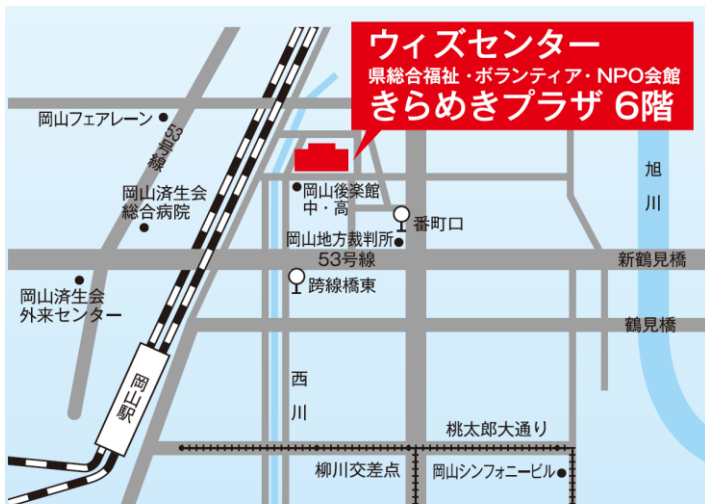 ウィズセンター
県総合福祉・ボランティア・NPO会館
きらめきプラザ 6階
岡山フェアレーン
53号線
岡山済生会
総合病院
岡山後楽館
中・高
番町口
旭川
岡山地方裁判所
53号線
新鶴見橋
跨線橋東
岡山済生会
外来センター
鶴見橋
岡山駅
西川
桃太郎大通り
柳川交差点
岡山シンフォニービル